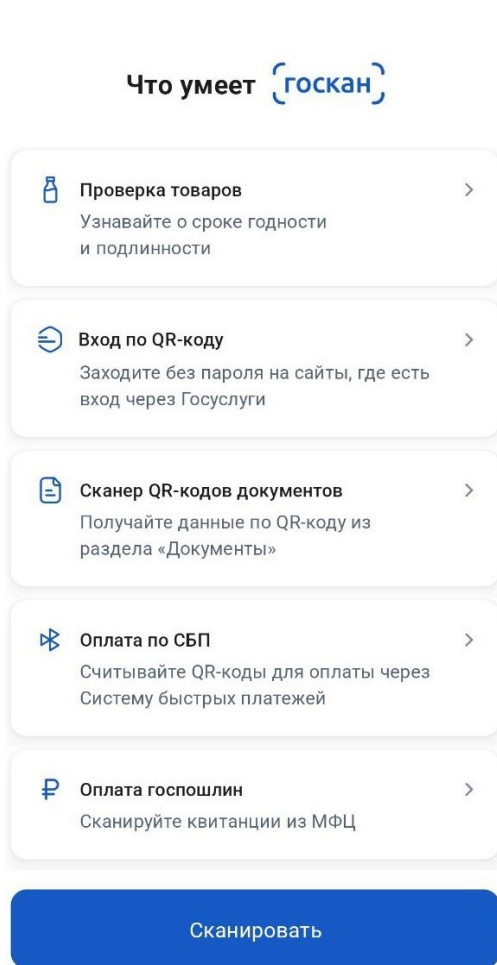 Что умеет госкан
Проверка товаров
Узнавайте о сроке годности
и подлинности
Вход по QR-коду
Заходите без пароля на сайты, где есть
вход через Госуслуги
Сканер QR-кодов документов
Получайте данные по QR-коду из
раздела «Документы»
Оплата по СБП
Считывайте QR-коды для оплаты через
Систему быстрых платежей
Оплата госпошлин
Сканируйте квитанции из МФЦ
Сканировать